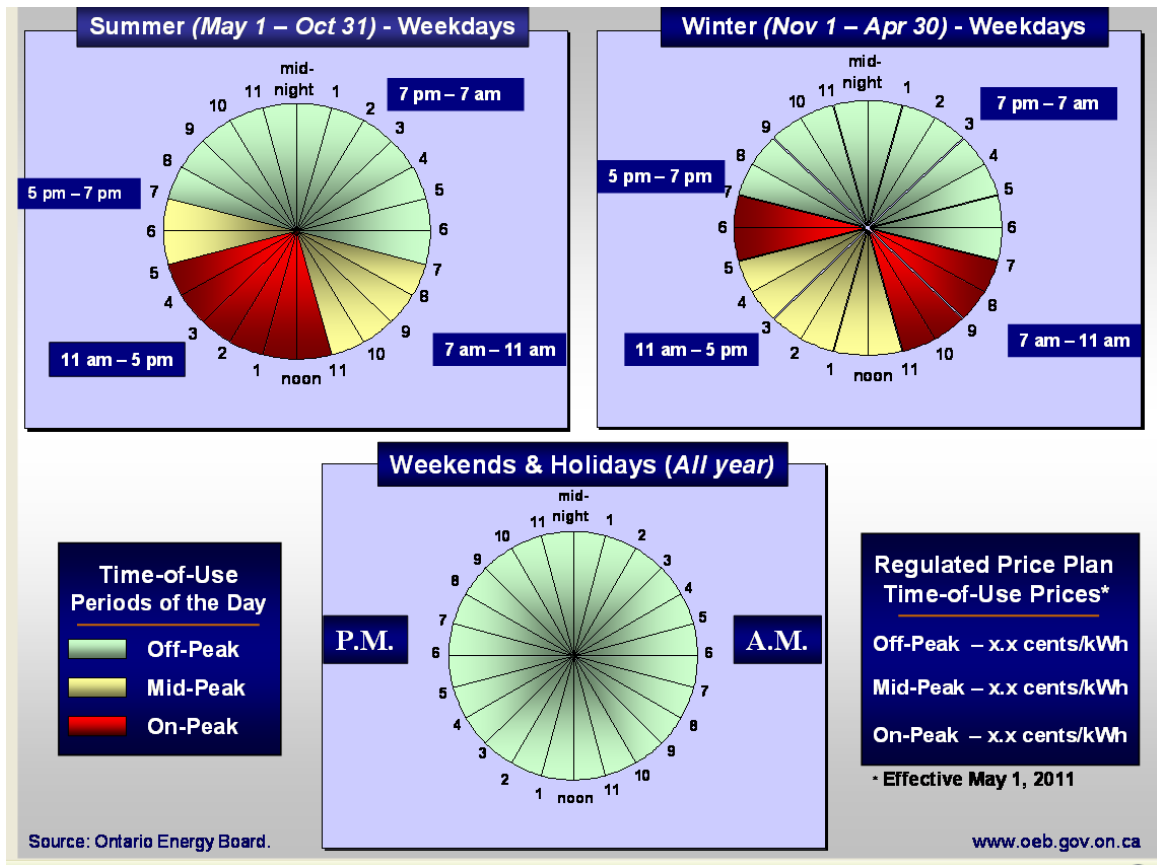 Summer (May 1 – Oct 31) - Weekdays
mid-
night
1
2
3
4
5
6
7
8
9
10
11
noon
1
2
3
4
5
6
7
8
9
10
11
7 pm – 7 am
5 pm – 7 pm
11 am – 5 pm
7 am – 11 am
Winter (Nov 1 – Apr 30) - Weekdays
mid-
night
1
2
3
4
5
6
7
8
9
10
11
noon
1
2
3
4
5
6
7
8
9
10
11
7 pm – 7 am
5 pm – 7 pm
11 am – 5 pm
7 am – 11 am
Weekends & Holidays (All year)
mid-
night
1
2
3
4
5
6
7
8
9
10
11
noon
1
2
3
4
5
6
7
8
9
10
11
P.M.
A.M.
Time-of-Use
Periods of the Day
Off-Peak
Mid-Peak
On-Peak
Regulated Price Plan
Time-of-Use Prices*
Off-Peak – x.x cents/kWh
Mid-Peak – x.x cents/kWh
On-Peak – x.x cents/kWh
* Effective May 1, 2011
Source: Ontario Energy Board.
www.oeb.gov.on.ca